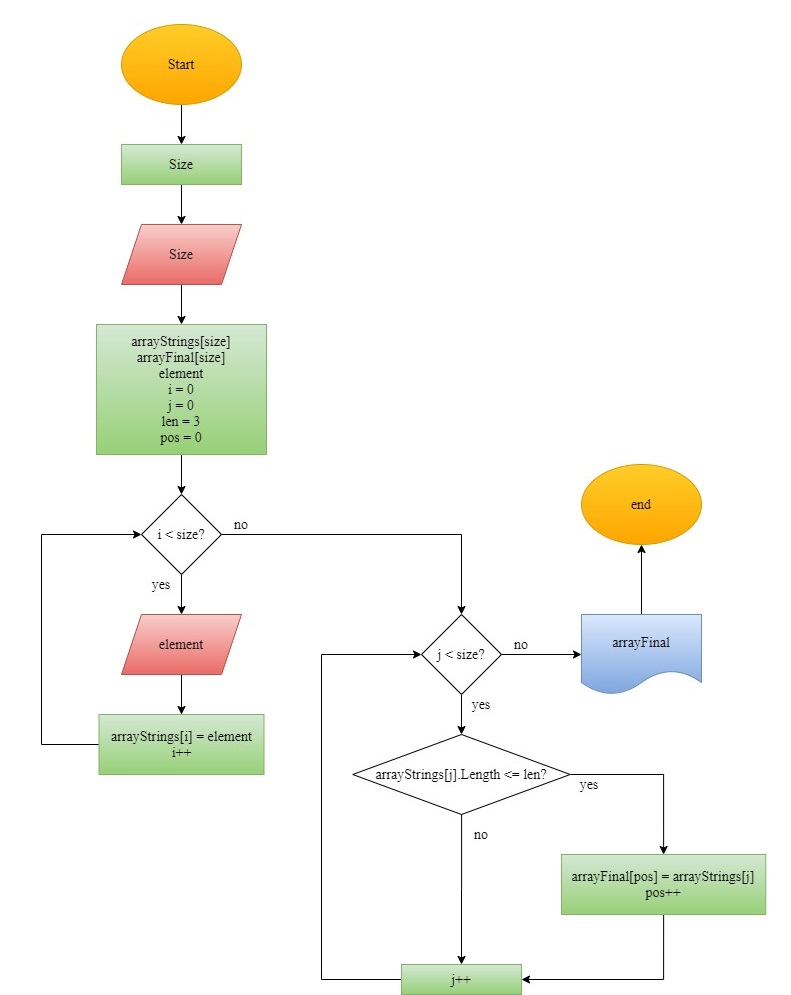 Start
Size
Size
arrayStrings[size]
arrayFinal[size]
element
i = 0
j = 0
len = 3
pos = 0
i < size?
no
yes
element
arrayStrings[i] = element
i++
j < size?
no
yes
arrayFinal
end
arrayStrings[j].Length <= len?
yes
no
arrayFinal[pos] = arrayStrings[j]
pos++
j++